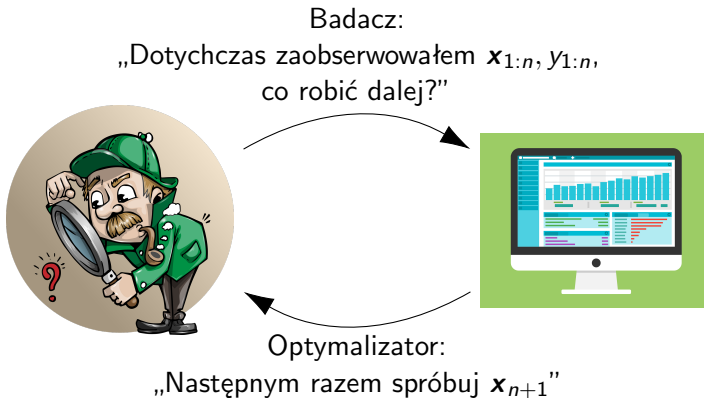 Badacz:
„Dotychczas zaobserwowałem x₁:ₙ, y₁:ₙ,
co robić dalej?”
?
Optymalizator:
„Następnym razem spróbuj xₙ₊₁”